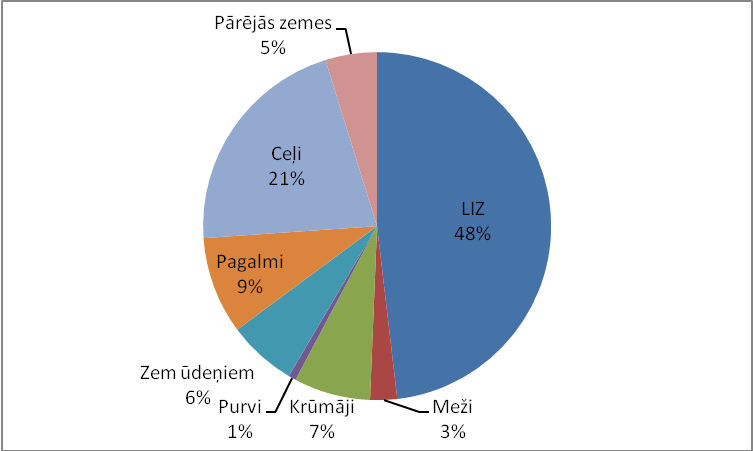 Pārējās zemes
5%
Ceļi
21%
LIZ
48%
Pagalmi
9%
Zem ūdeņiem
6%
Purvi
1%
Krūmāji
7%
Meži
3%